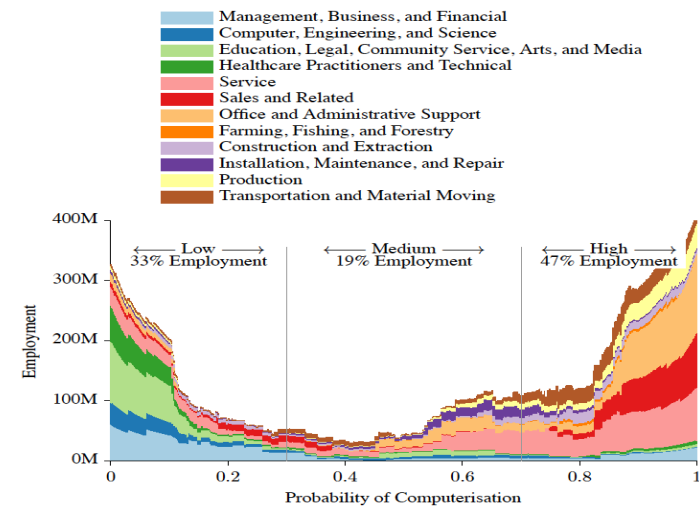 Management, Business, and Financial
Computer, Engineering, and Science
Education, Legal, Community Service, Arts, and Media
Healthcare Practitioners and Technical
Service
Sales and Related
Office and Administrative Support
Farming, Fishing, and Forestry
Construction and Extraction
Installation, Maintenance, and Repair
Production
Transportation and Material Moving
400M
300M
200M
100M
0M
Employment
← Low →
33% Employment
← Medium →
19% Employment
← High →
47% Employment
0 0.2 0.4 0.6 0.8 1
Probability of Computerisation